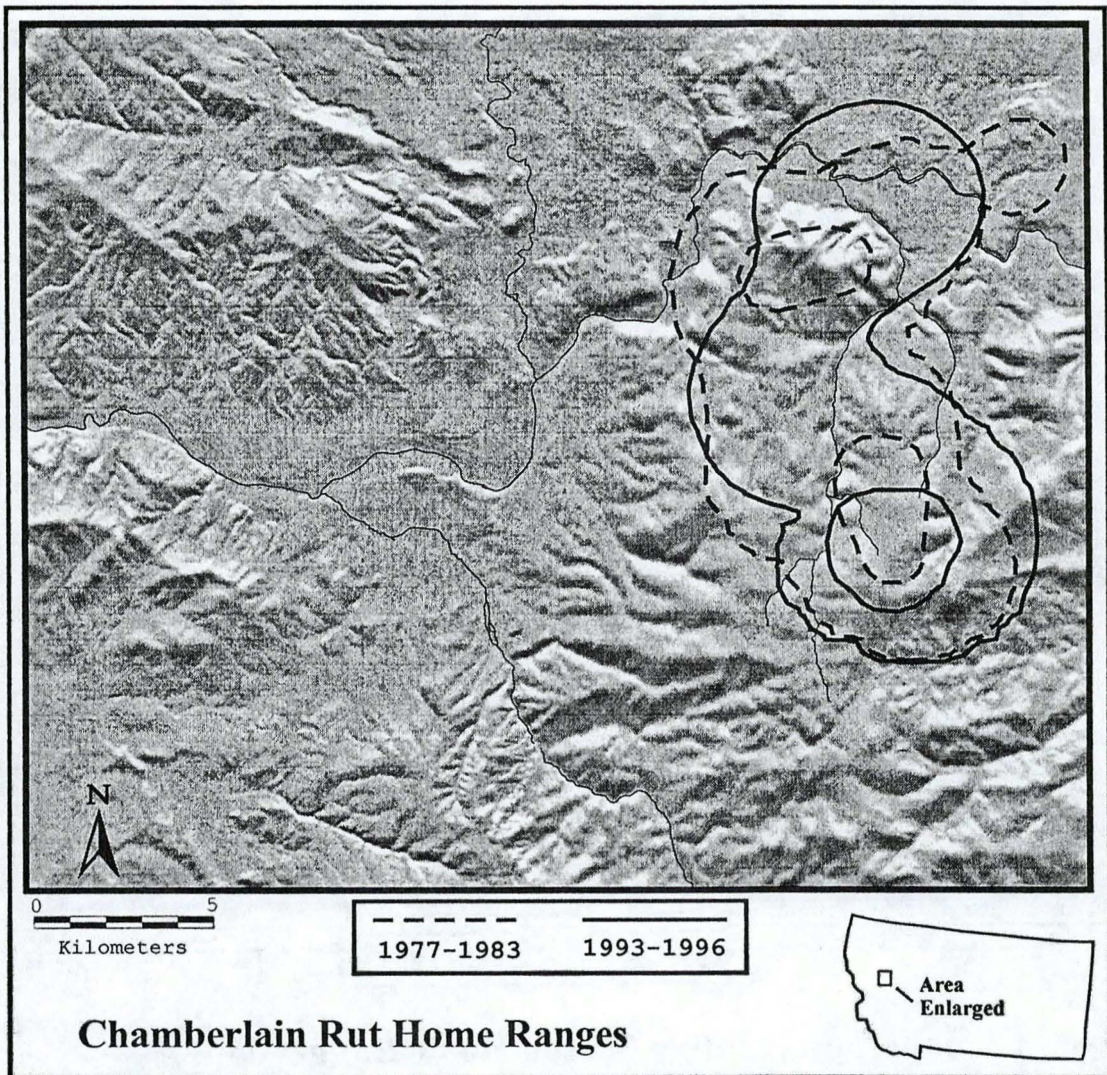 N
0 5
Kilometers
1977-1983 1993-1996
Area
Enlarged
Chamberlain Rut Home Ranges